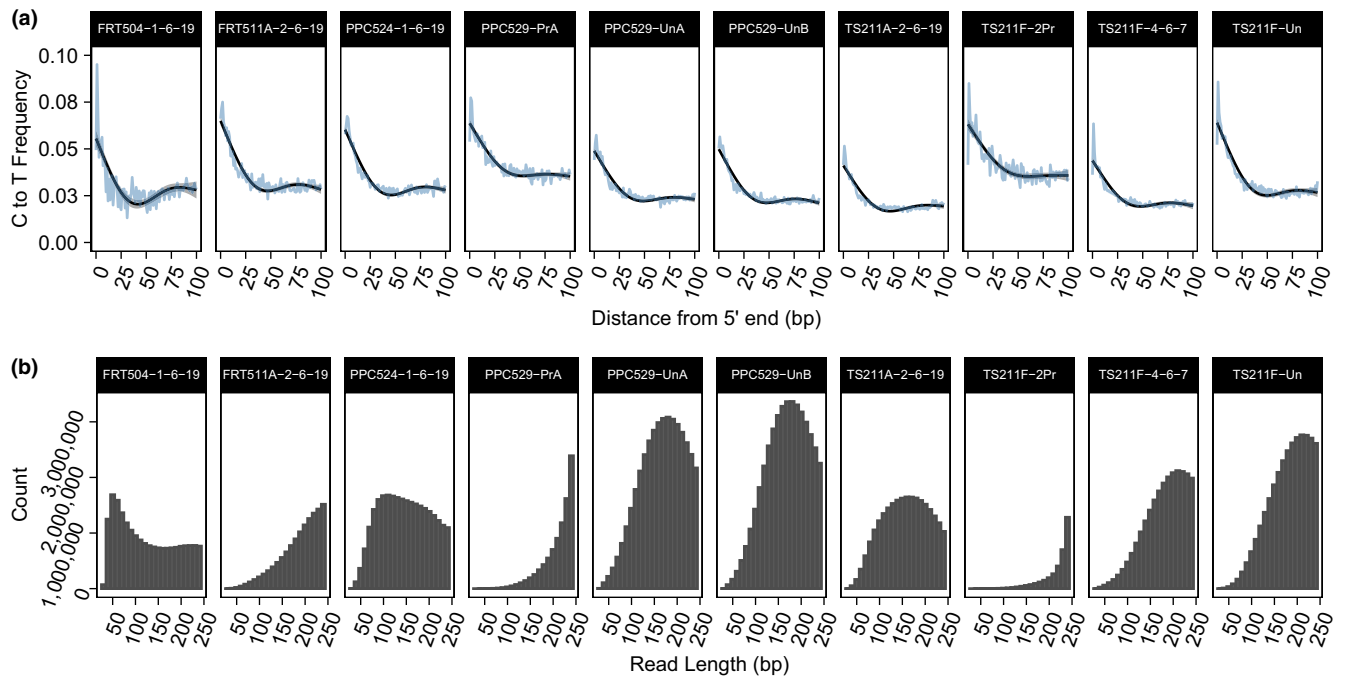 (a)
FRT504−1−6−19 FRT511A−2−6−19 PPC524−1−6−19 PPC529−PrA PPC529−UnA PPC529−UnB TS211A−2−6−19 TS211F−2Pr TS211F−4−6−7 TS211F−Un
C to T Frequency
0.10
0.08
0.05
0.03
0.00
0 25 50 75 100 0 25 50 75 100 0 25 50 75 100 0 25 50 75 100 0 25 50 75 100 0 25 50 75 100 0 25 50 75 100 0 25 50 75 100 0 25 50 75 100 0 25 50 75 100
Distance from 5' end (bp)
(b)
FRT504−1−6−19 FRT511A−2−6−19 PPC524−1−6−19 PPC529−PrA PPC529−UnA PPC529−UnB TS211A−2−6−19 TS211F−2Pr TS211F−4−6−7 TS211F−Un
Count
3,000,000
2,000,000
1,000,000
0
50 100 150 200 250 50 100 150 200 250 50 100 150 200 250 50 100 150 200 250 50 100 150 200 250 50 100 150 200 250 50 100 150 200 250 50 100 150 200 250 50 100 150 200 250 50 100 150 200 250
Read Length (bp)